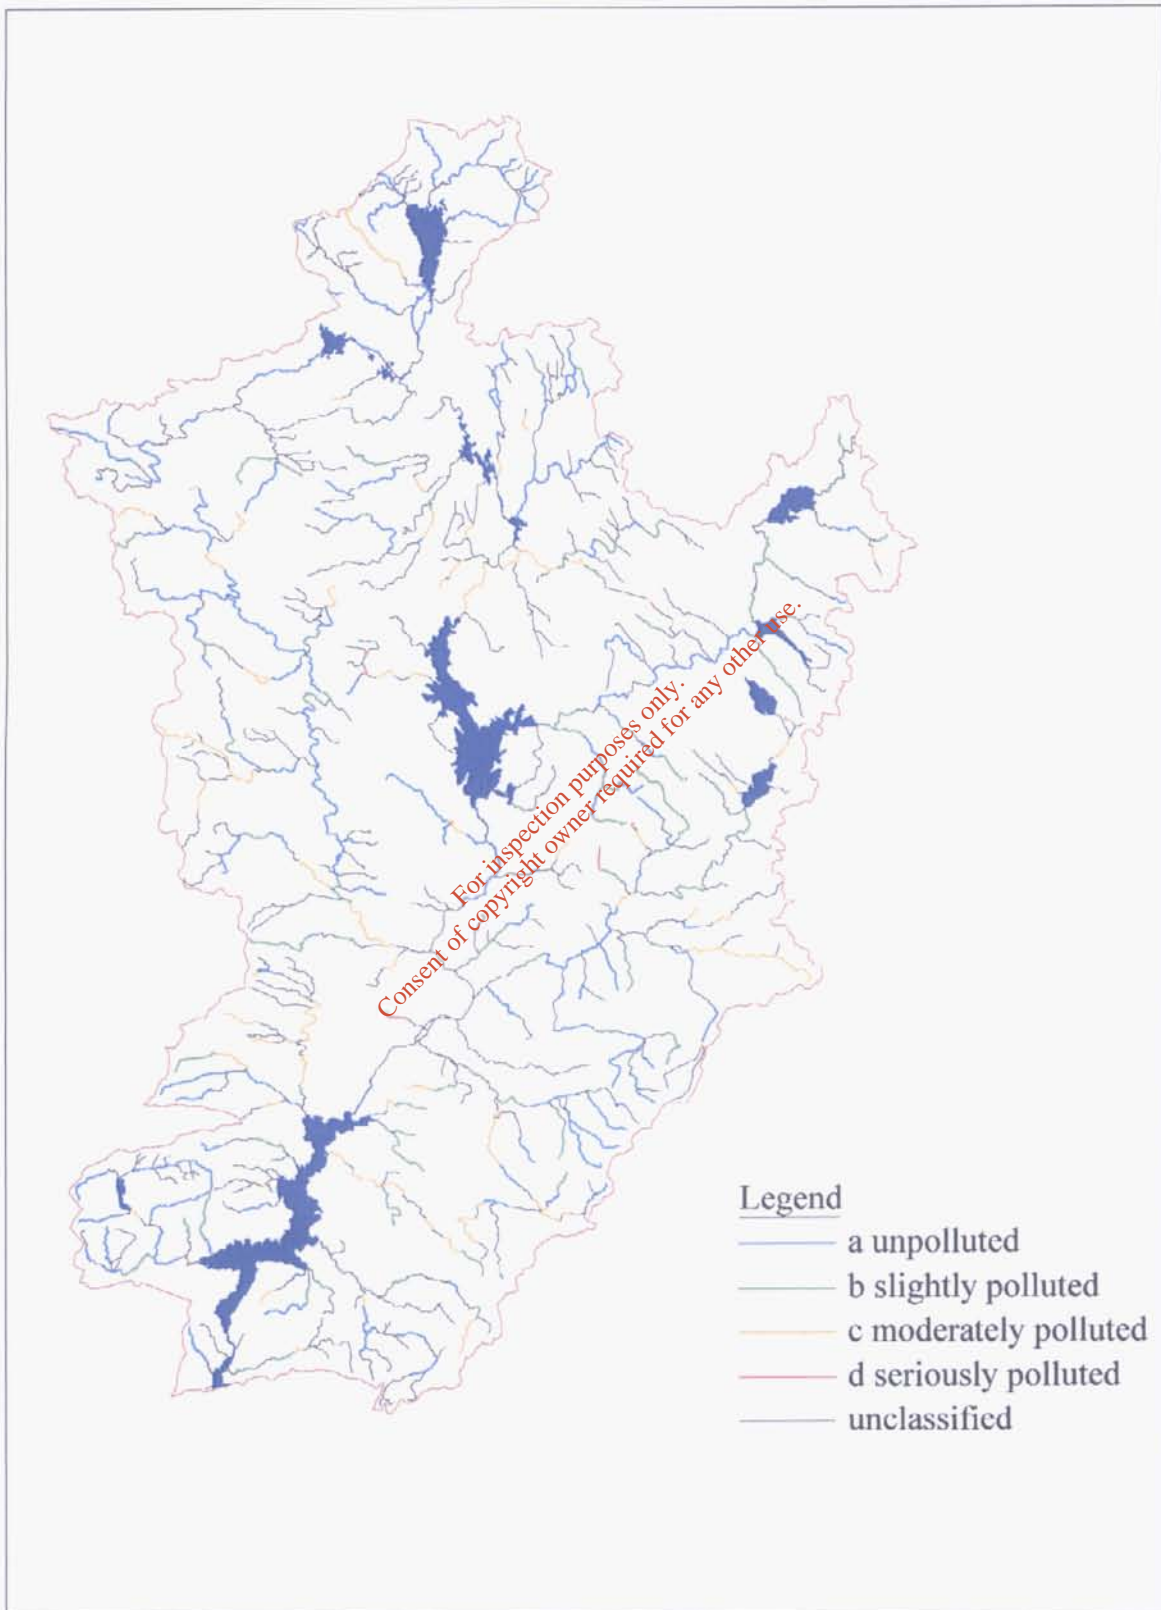 For inspection purposes only.
Consent of copyright owner required for any other use.
Legend
a unpolluted
b slightly polluted
c moderately polluted
d seriously polluted
unclassified